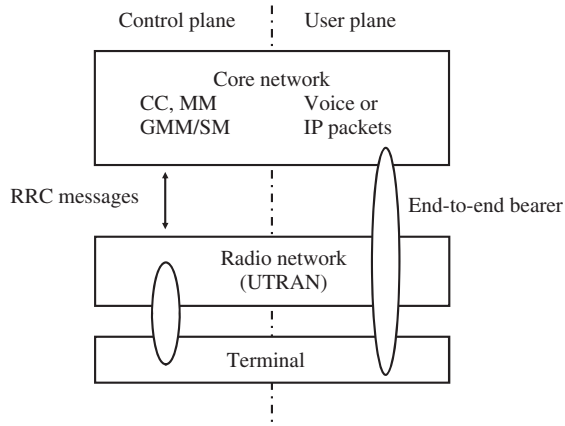 Control plane
User plane
Core network
CC, MM
GMM/SM
Voice or
IP packets
RRC messages
End-to-end bearer
Radio network
(UTRAN)
Terminal